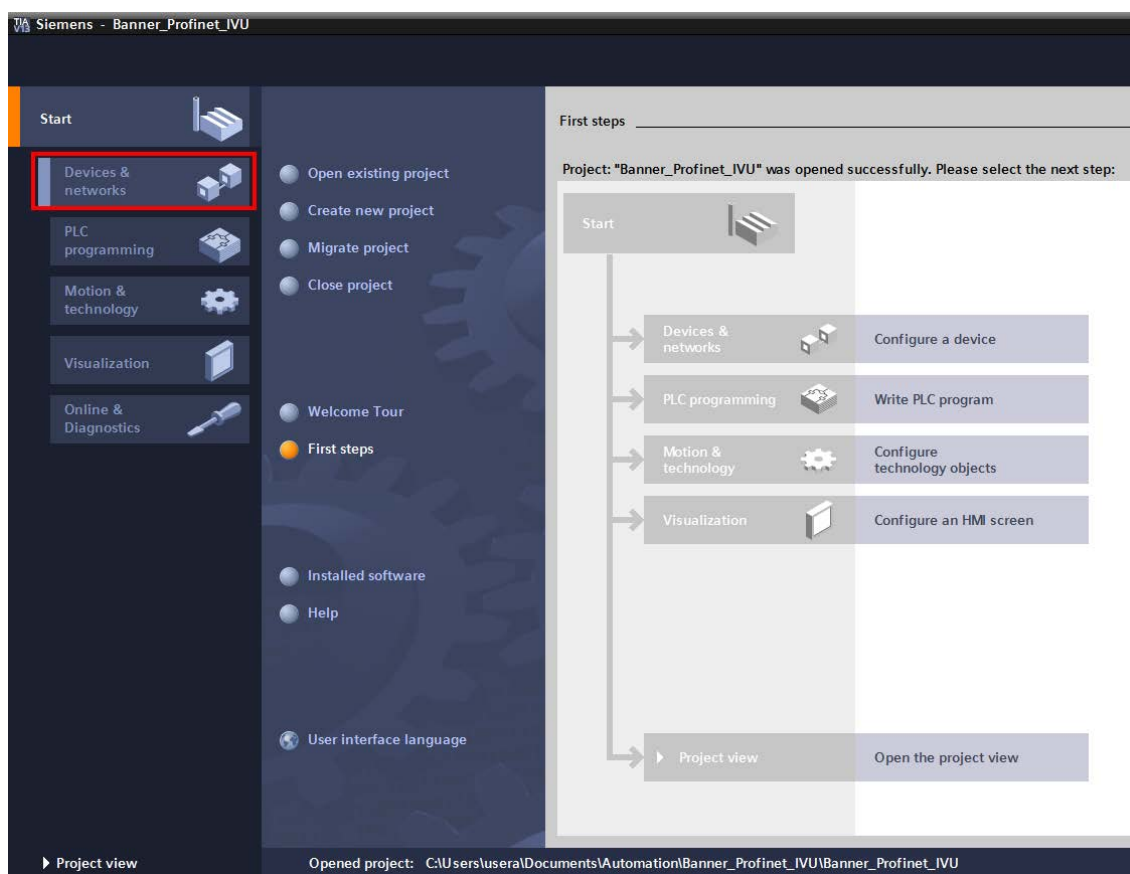 TIA V13 Siemens - Banner_Profinet_IVU
Start
Devices &
networks
PLC
programming
Motion &
technology
Visualization
Online &
Diagnostics
Project view
Open existing project
Create new project
Migrate project
Close project
Welcome Tour
First steps
Installed software
Help
User interface language
First steps
Project: "Banner_Profinet_IVU" was opened successfully. Please select the next step:
Start
Devices &
networks
Configure a device
PLC programming
Write PLC program
Motion &
technology
Configure
technology objects
Visualization
Configure an HMI screen
Project view
Open the project view
Opened project: C:\Users\usera\Documents\Automation\Banner_Profinet_IVU\Banner_Profinet_IVU